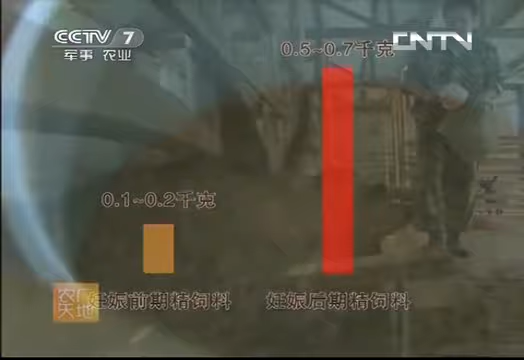 CCTV 7
军事 农业
CNTV
0.5~0.7千克
0.1~0.2千克
农广天地
妊娠前期精饲料
妊娠后期精饲料